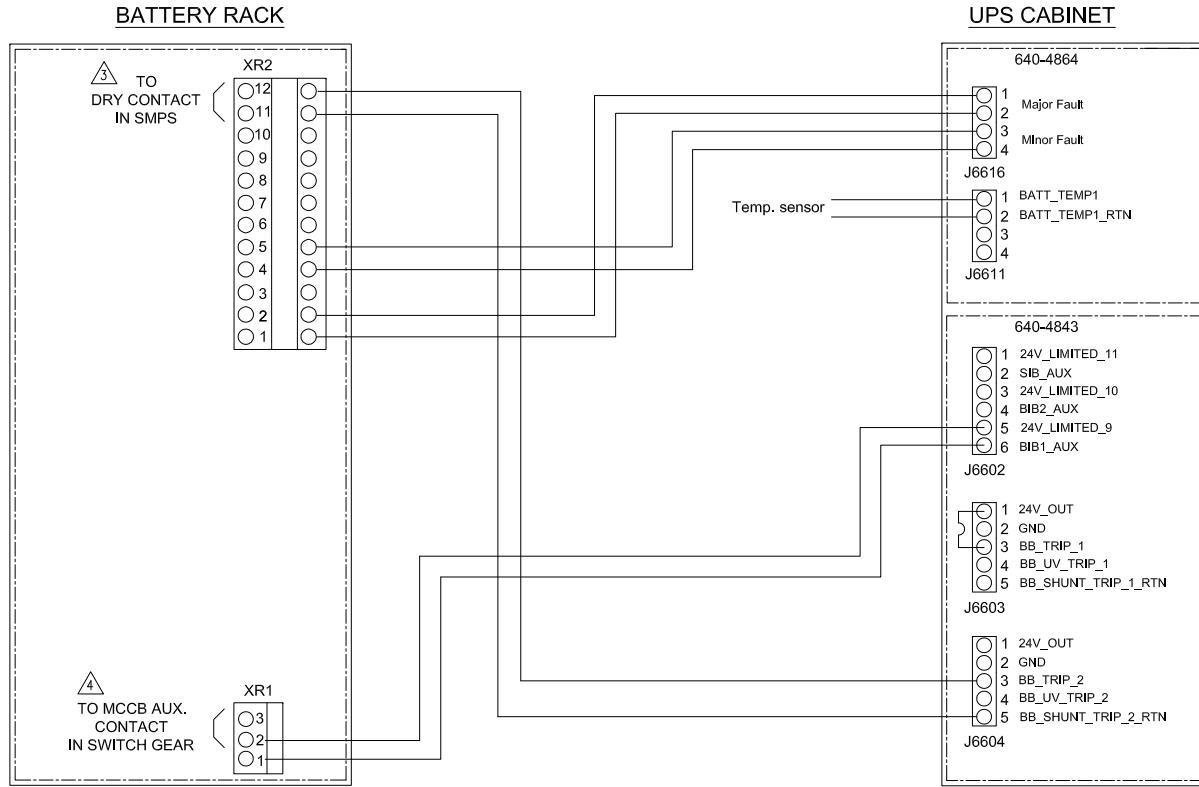 BATTERY RACK
UPS CABINET
3
TO
DRY CONTACT
IN SMPS
XR2
12
11
10
9
8
7
6
5
4
3
2
1
4
TO MCCB AUX.
CONTACT
IN SWITCH GEAR
XR1
3
2
1
Temp. sensor
640-4864
1
Major Fault
2
3
Minor Fault
4
J6616
1 BATT_TEMP1
2 BATT_TEMP1_RTN
3
4
J6611
640-4843
1 24V_LIMITED_11
2 SIB_AUX
3 24V_LIMITED_10
4 BIB2_AUX
5 24V_LIMITED_9
6 BIB1_AUX
J6602
1 24V_OUT
2 GND
3 BB_TRIP_1
4 BB_UV_TRIP_1
5 BB_SHUNT_TRIP_1_RTN
J6603
1 24V_OUT
2 GND
3 BB_TRIP_2
4 BB_UV_TRIP_2
5 BB_SHUNT_TRIP_2_RTN
J6604